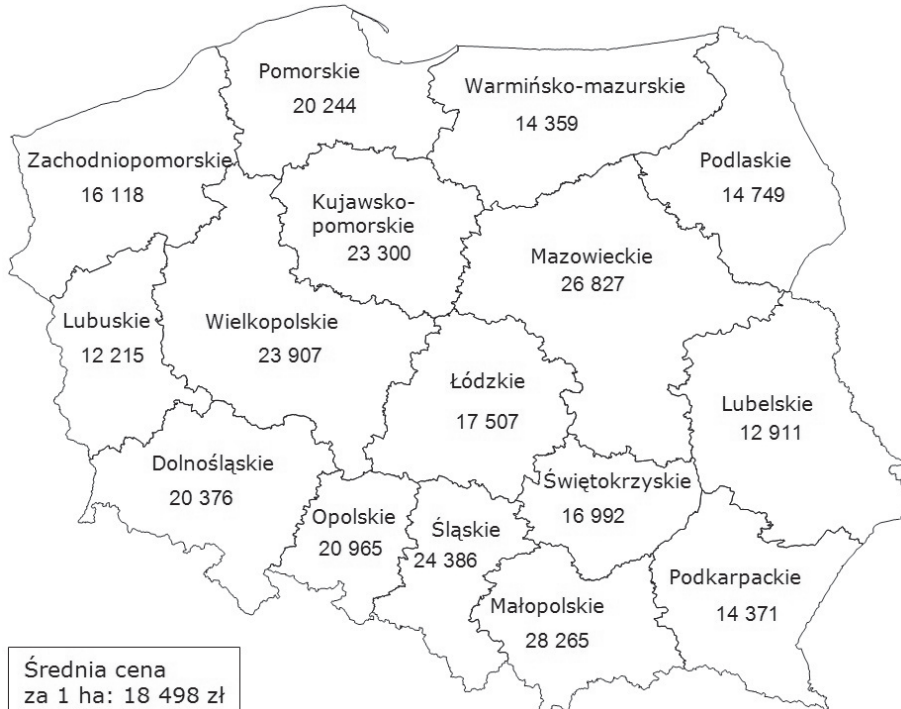 Pomorskie
20 244
Warmińsko-mazurskie
14 359
Zachodniopomorskie
16 118
Podlaskie
14 749
Kujawsko-
pomorskie
23 300
Mazowieckie
26 827
Lubuskie
12 215
Wielkopolskie
23 907
Łódzkie
17 507
Lubelskie
12 911
Dolnośląskie
20 376
Opolskie
20 965
Śląskie
24 386
Świętokrzyskie
16 992
Małopolskie
28 265
Podkarpackie
14 371
Średnia cena
za 1 ha: 18 498 zł